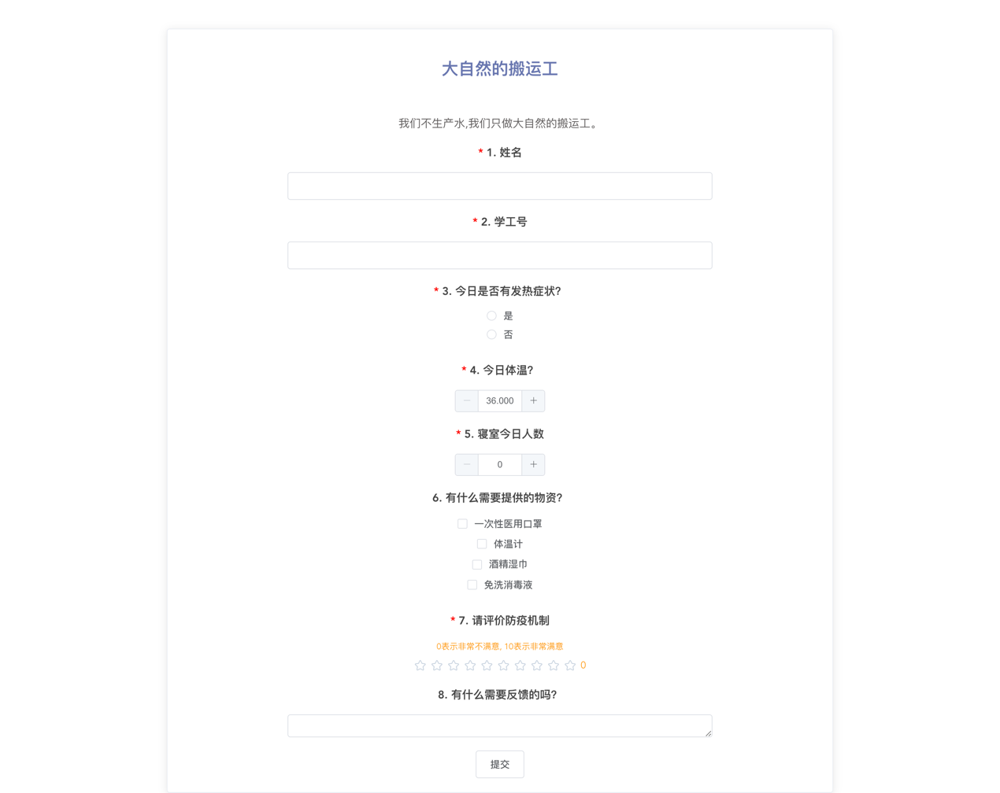 大自然的搬运工
我们不生产水,我们只做大自然的搬运工。
* 1. 姓名
* 2. 学工号
* 3. 今日是否有发热症状?
是
否
* 4. 今日体温?
36.000
* 5. 寝室今日人数
0
6. 有什么需要提供的物资?
一次性医用口罩
体温计
酒精湿巾
免洗消毒液
* 7. 请评价防疫机制
0表示非常不满意, 10表示非常满意
0
8. 有什么需要反馈的吗?
提交